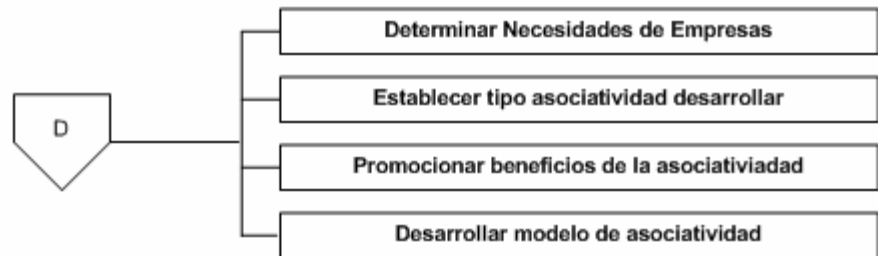 Determinar Necesidades de Empresas
Establecer tipo asociatividad desarrollar
D
Promocionar beneficios de la asociativiadad
Desarrollar modelo de asociatividad